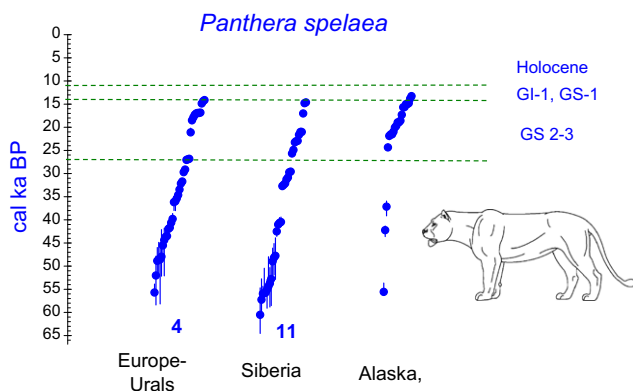 Panthera spelaea
0
5
10
15
20
25
30
35
40
45
50
55
60
65
cal ka BP
Holocene
GI-1, GS-1
GS 2-3
4
11
Europe-
Urals
Siberia
Alaska,